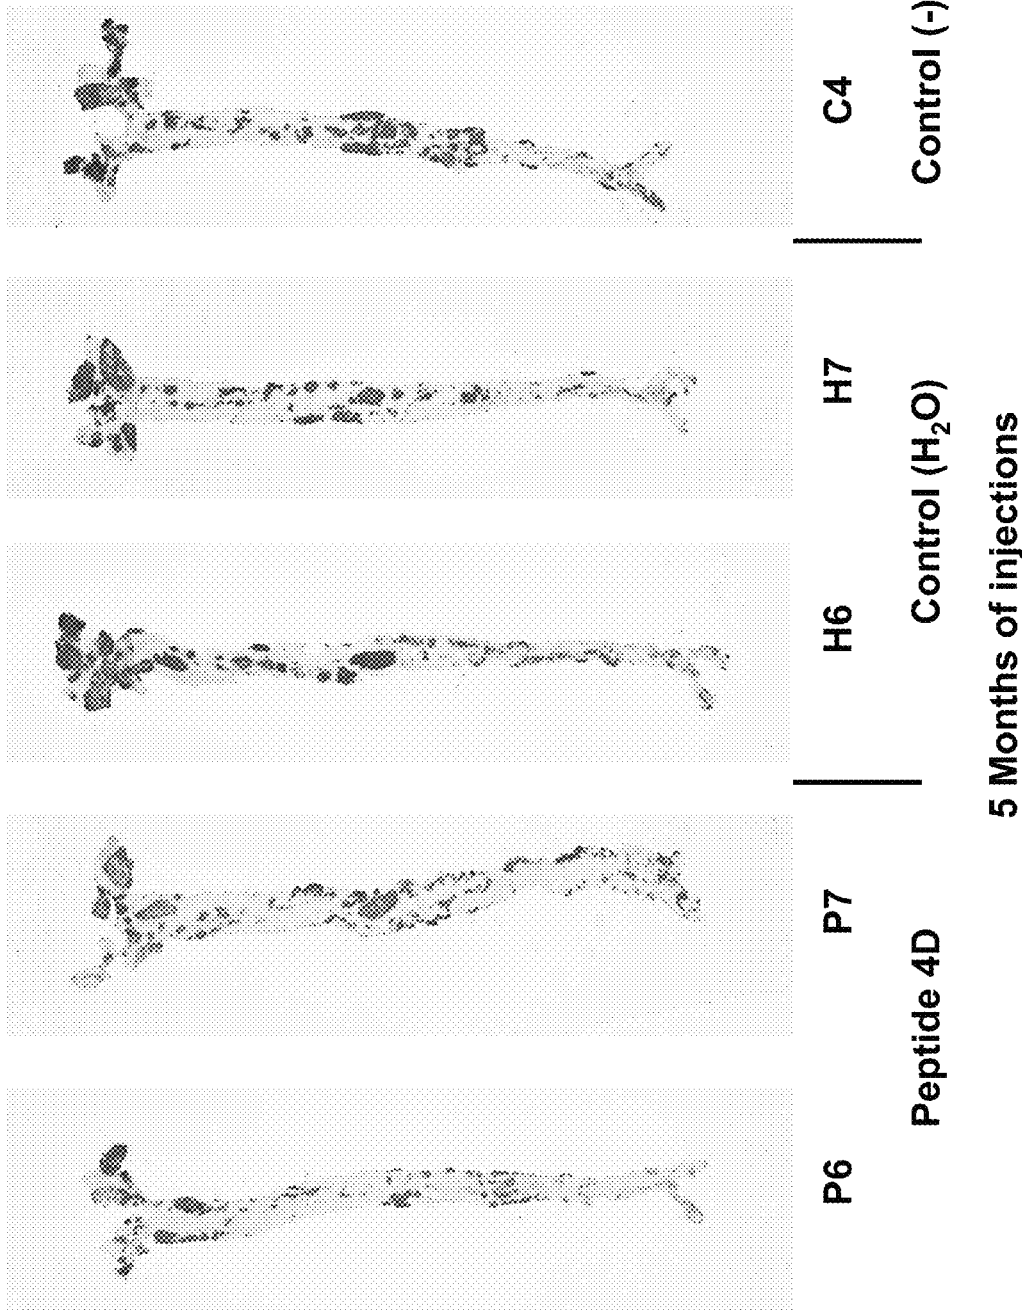 P6 P7 H6 H7 C4
Peptide 4D Control (H₂O) Control (-)
5 Months of injections